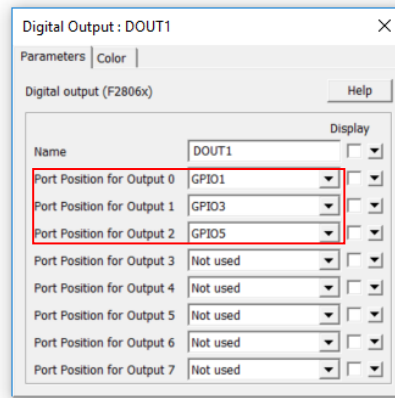 Digital Output : DOUT1
Parameters Color
Digital output (F2806x) Help
Display
Name DOUT1
Port Position for Output 0 GPIO1
Port Position for Output 1 GPIO3
Port Position for Output 2 GPIO5
Port Position for Output 3 Not used
Port Position for Output 4 Not used
Port Position for Output 5 Not used
Port Position for Output 6 Not used
Port Position for Output 7 Not used